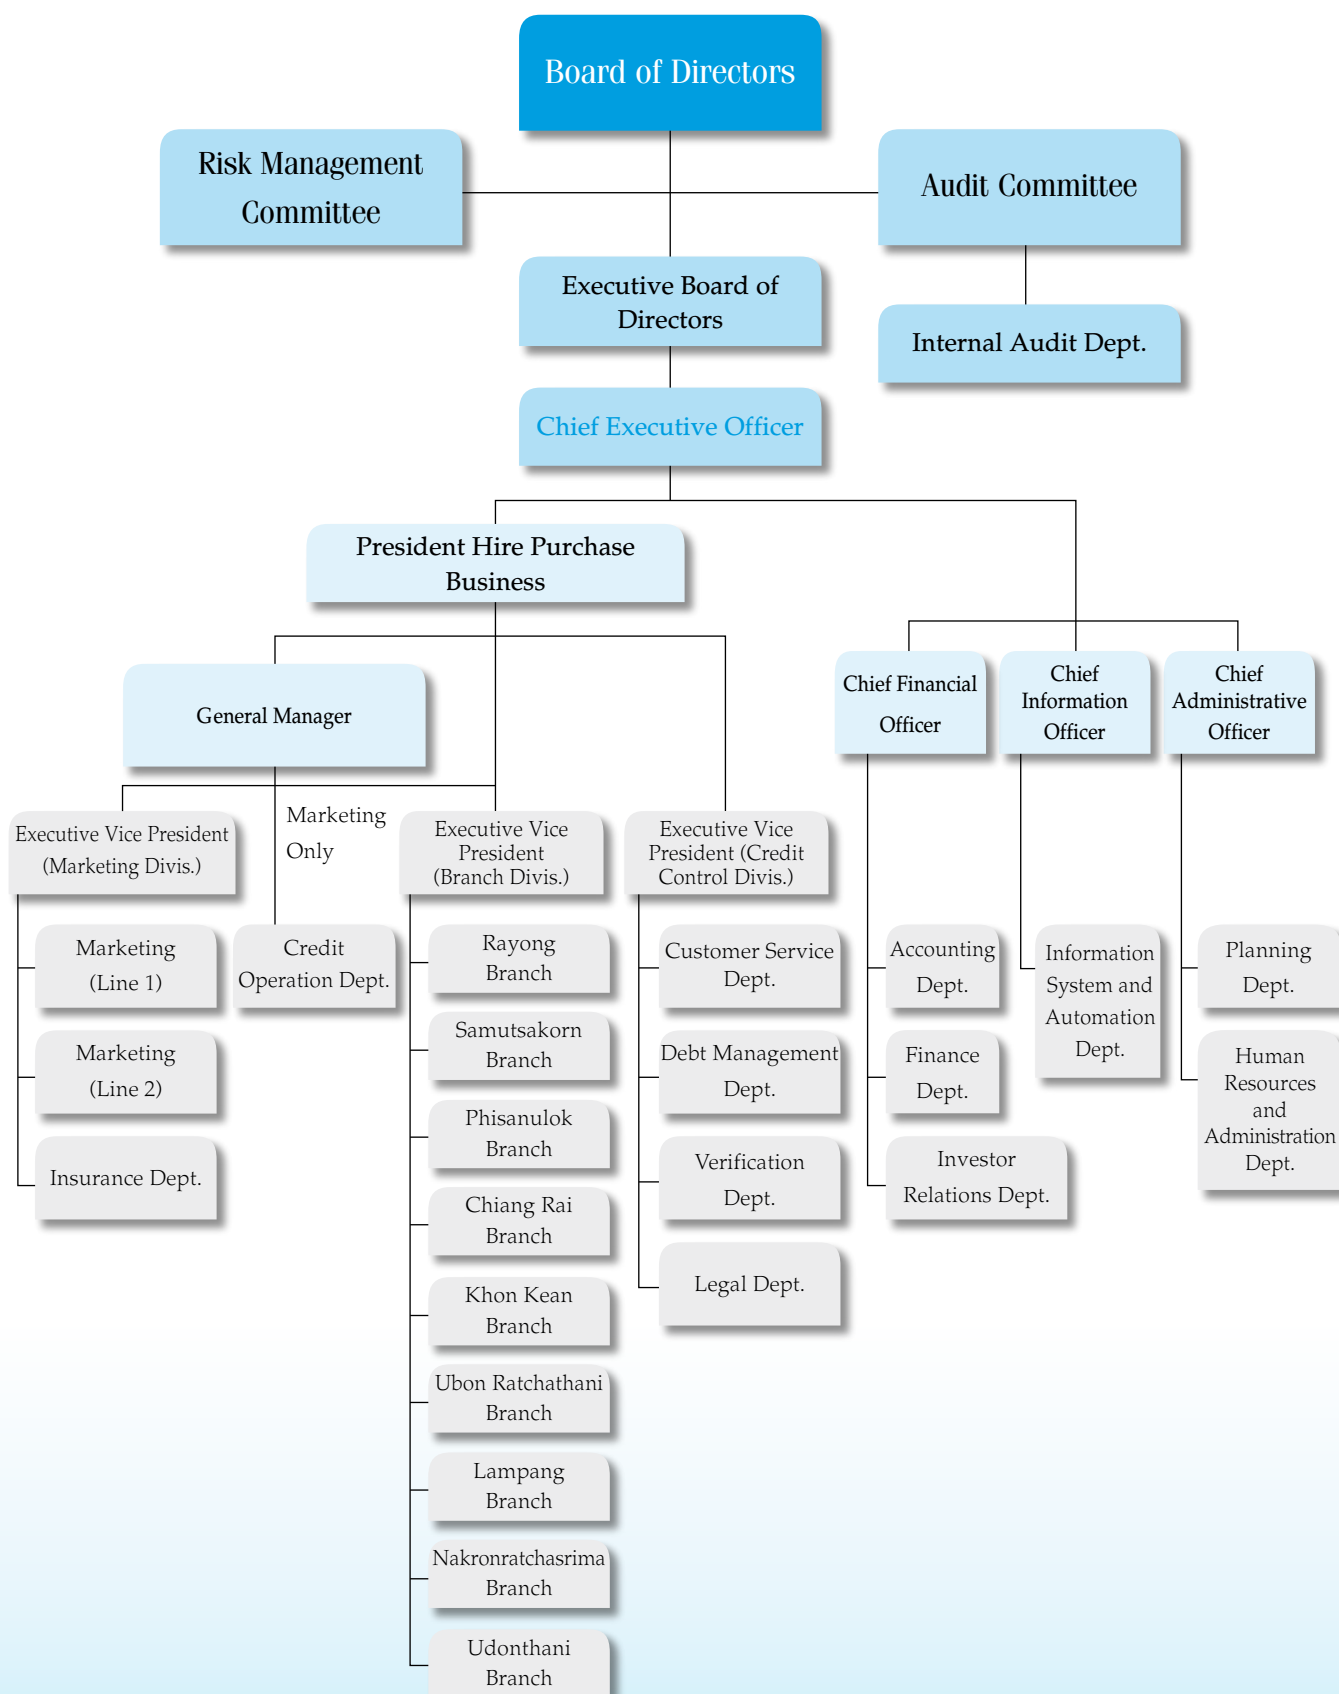 Board of Directors
Risk Management
Committee
Audit Committee
Executive Board of
Directors
Internal Audit Dept.
Chief Executive Officer
President Hire Purchase
Business
General Manager
Chief Financial
Officer
Chief
Information
Officer
Chief
Administrative
Officer
Marketing
Only
Executive Vice President
(Marketing Divis.)
Executive Vice
President
(Branch Divis.)
Executive Vice
President (Credit
Control Divis.)
Marketing
(Line 1)
Marketing
(Line 2)
Insurance Dept.
Credit
Operation Dept.
Rayong
Branch
Samutsakorn
Branch
Phisanulok
Branch
Chiang Rai
Branch
Khon Kean
Branch
Ubon Ratchathani
Branch
Lampang
Branch
Nakronratchasrima
Branch
Udonthani
Branch
Customer Service
Dept.
Debt Management
Dept.
Verification
Dept.
Legal Dept.
Accounting
Dept.
Finance
Dept.
Investor
Relations Dept.
Information
System and
Automation
Dept.
Planning
Dept.
Human
Resources
and
Administration
Dept.